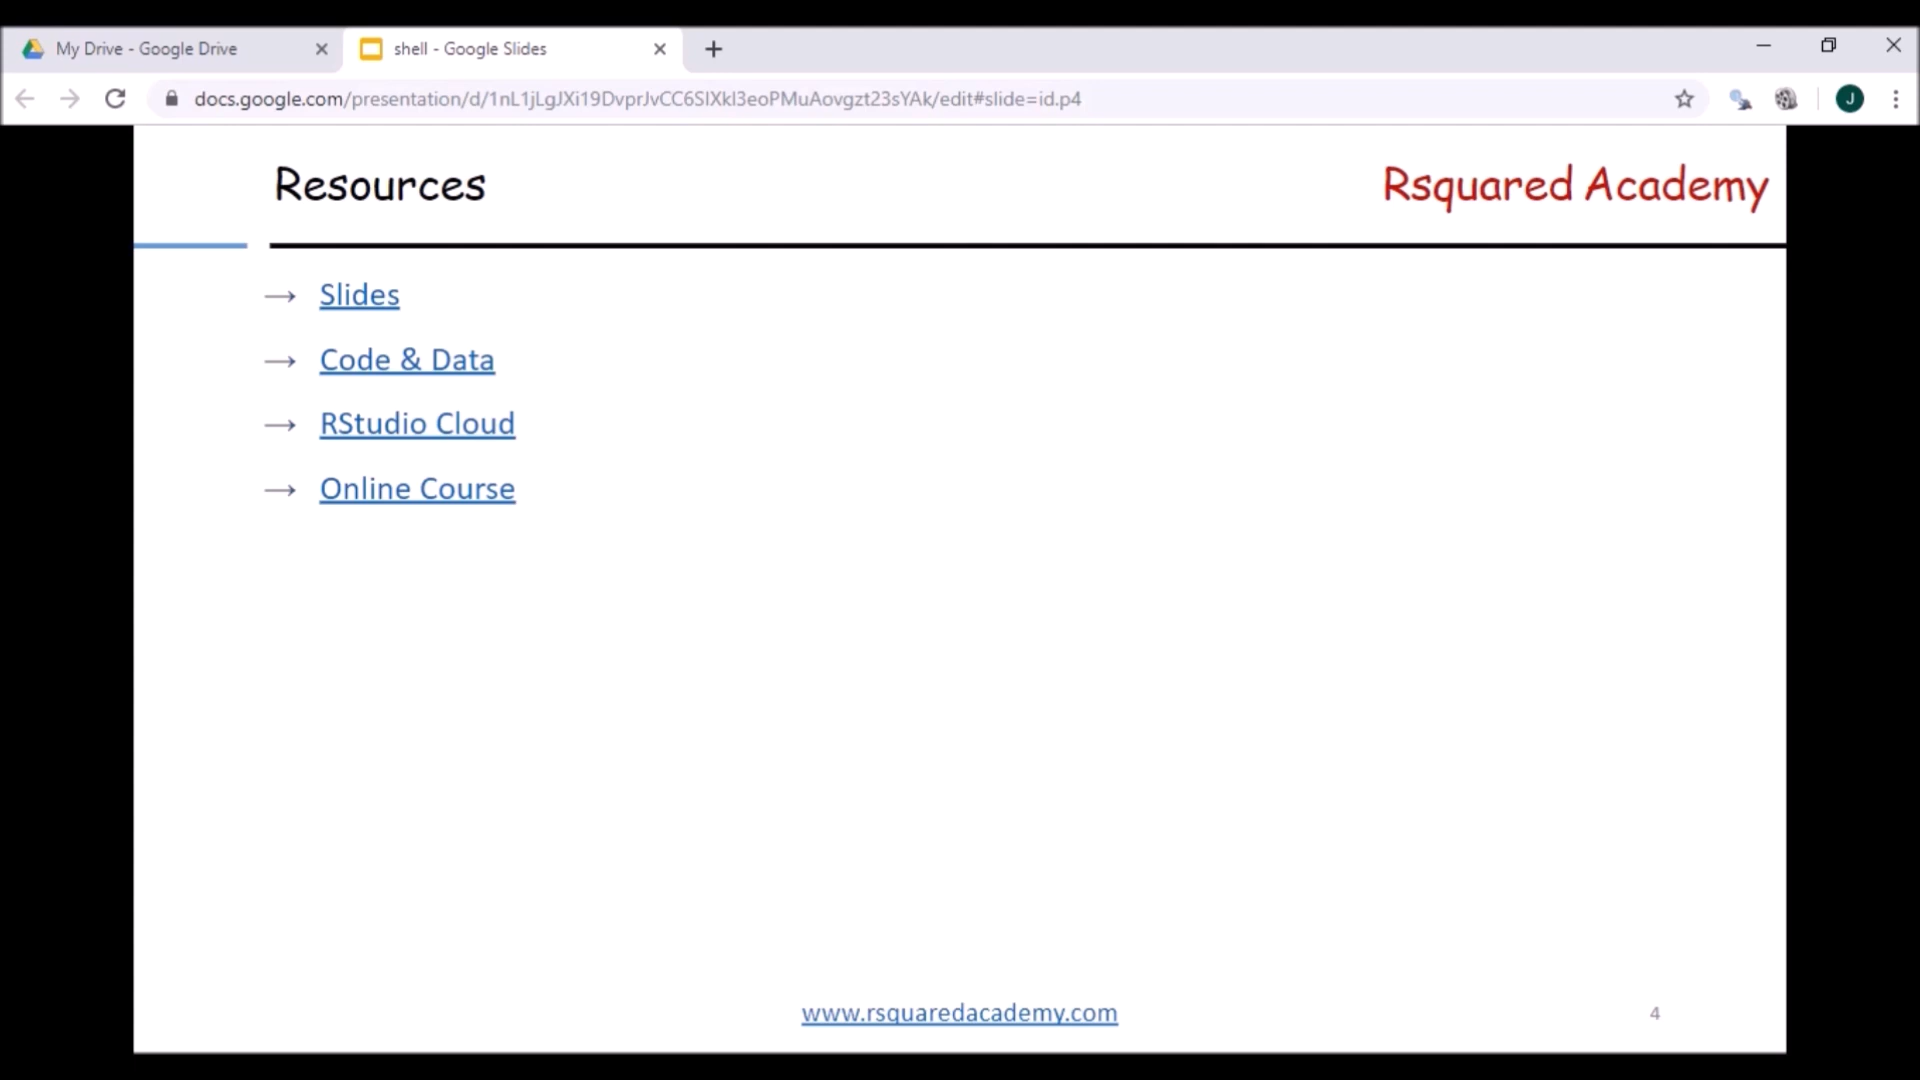 My Drive - Google Drive
shell - Google Slides
docs.google.com/presentation/d/1nL1jLgJXi19DvprJvCC6SlXkl3eoPMuAovgzt23sYAk/edit#slide=id.p4
J
Resources
Rsquared Academy
→ Slides
→ Code & Data
→ RStudio Cloud
→ Online Course
www.rsquaredacademy.com
4